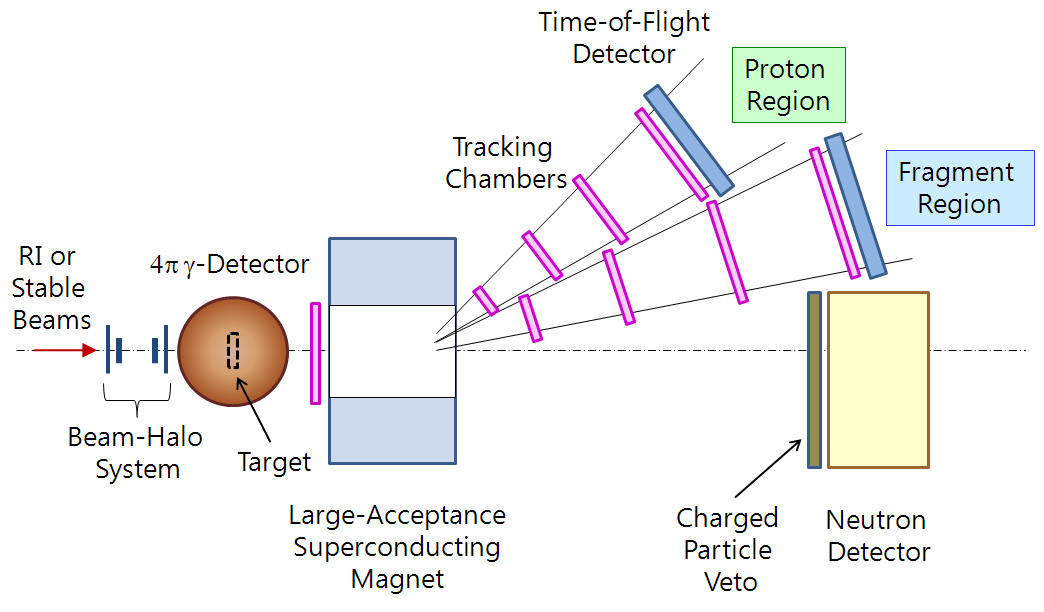 Time-of-Flight
Detector
Proton
Region
Tracking
Chambers
Fragment
Region
RI or
Stable
Beams
4π γ-Detector
Beam-Halo
System
Target
Large-Acceptance
Superconducting
Magnet
Charged
Particle
Veto
Neutron
Detector